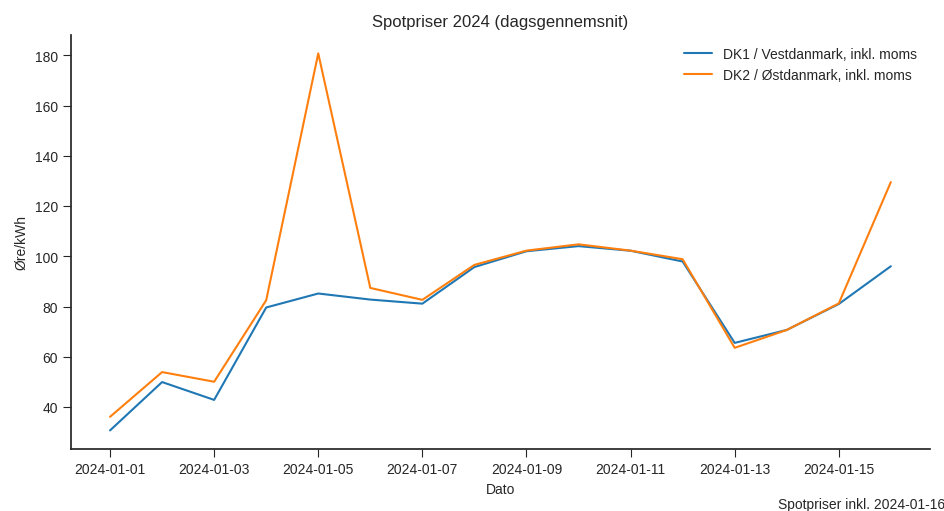 Spotpriser 2024 (dagsgennemsnit)
DK1 / Vestdanmark, inkl. moms
DK2 / Østdanmark, inkl. moms
Øre/kWh
180
160
140
120
100
80
60
40
2024-01-01 2024-01-03 2024-01-05 2024-01-07 2024-01-09 2024-01-11 2024-01-13 2024-01-15
Dato
Spotpriser inkl. 2024-01-16